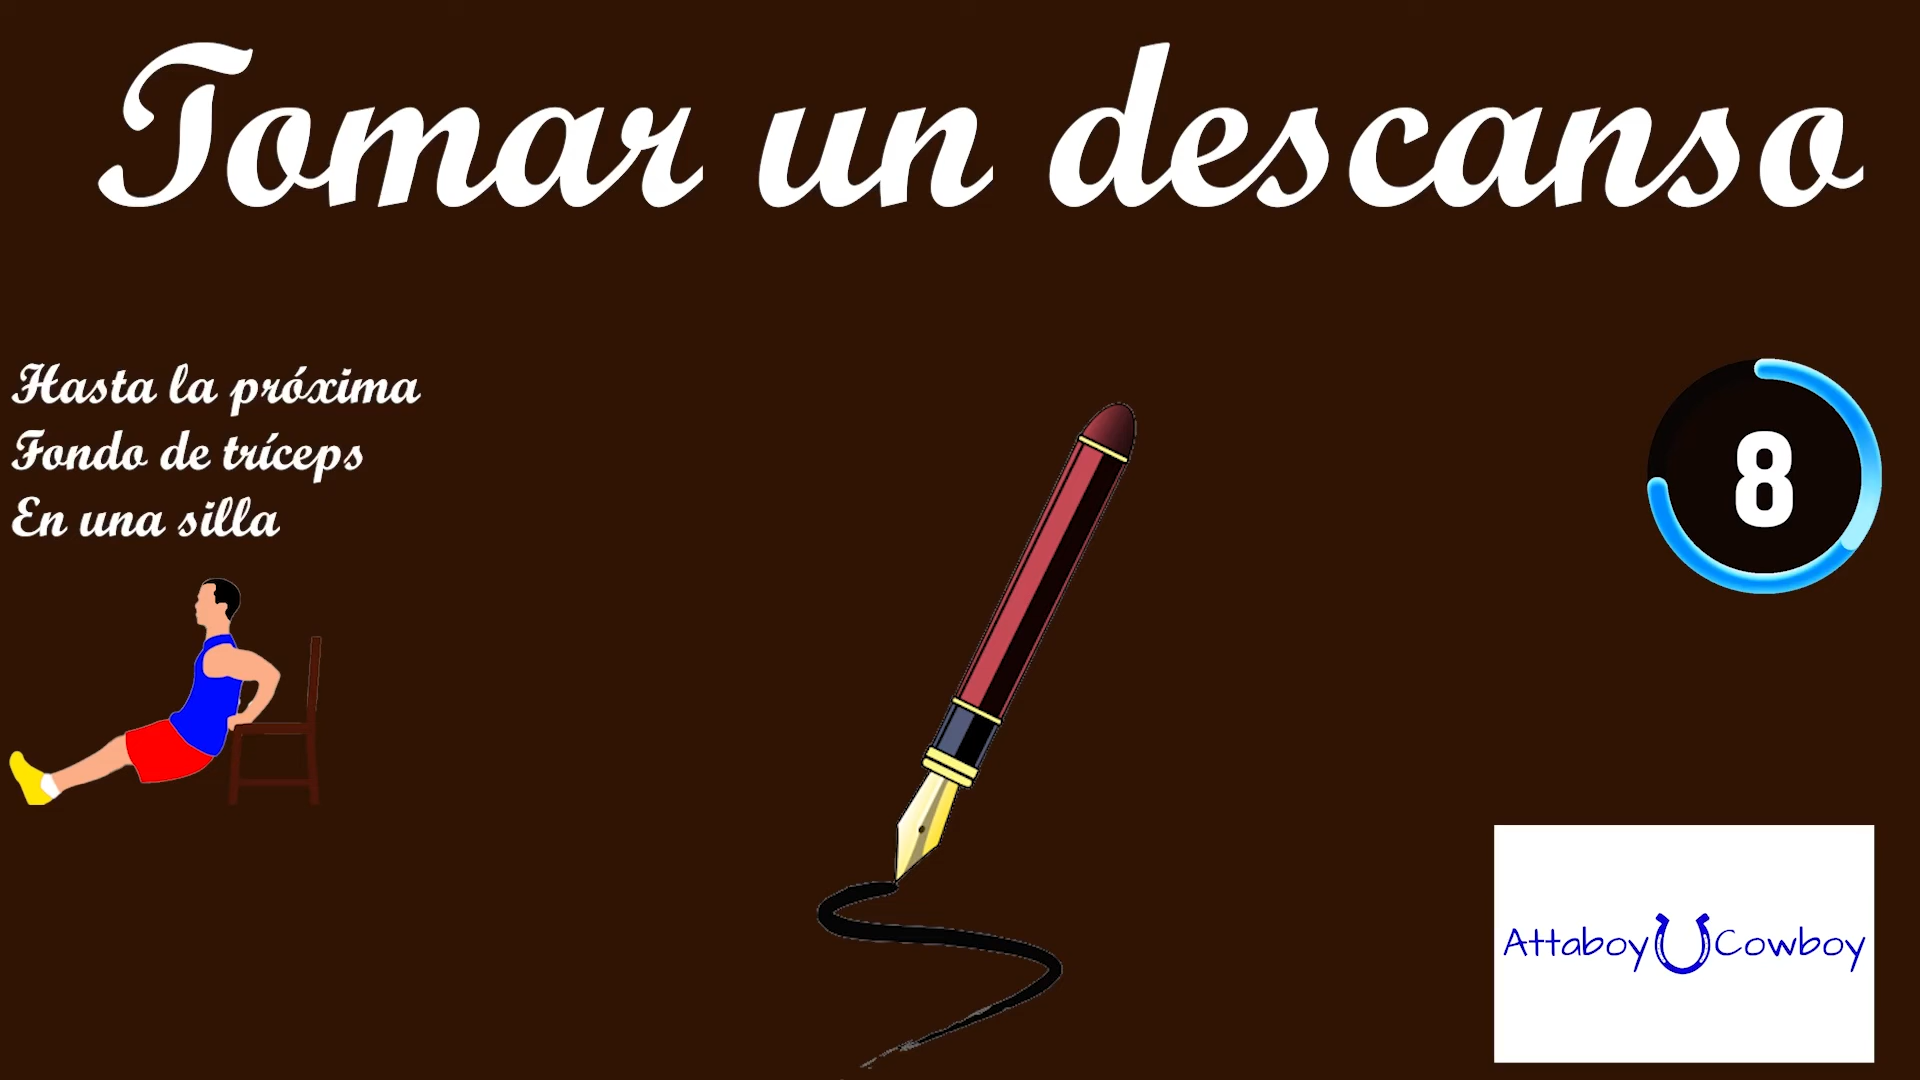 Tomar un descanso
Hasta la próxima
Fondo de tríceps
En una silla
8
Attaboy Cowboy